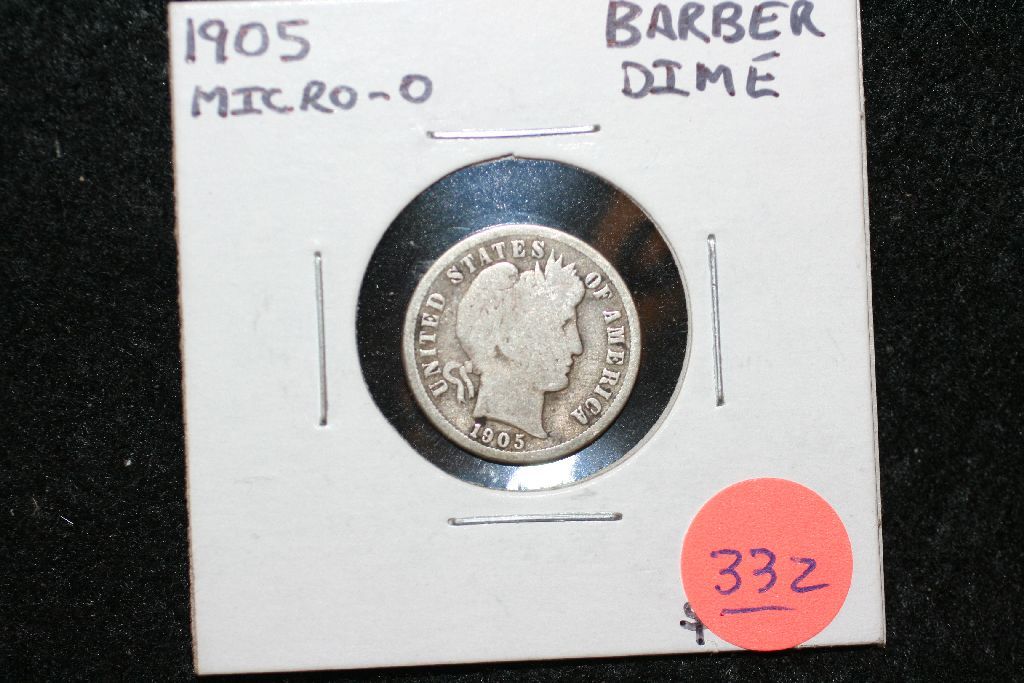 1905
MICRO-O
BARBER
DIME
UNITED STATES OF AMERICA
1905
332
$